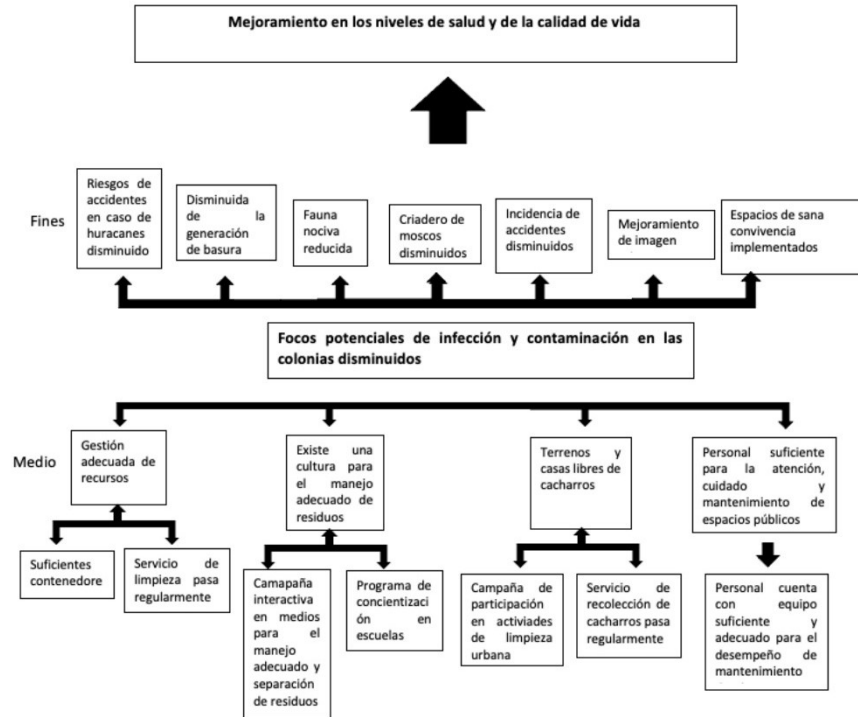 Mejoramiento en los niveles de salud y de la calidad de vida
Fines
Riesgos de
accidentes
en caso de
huracanes
disminuido
Disminuida
de la
generación
de basura
Fauna
nociva
reducida
Criadero de
moscos
disminuidos
Incidencia de
accidentes
disminuidos
Mejoramiento
de imagen
Espacios de sana
convivencia
implementados
Focos potenciales de infección y contaminación en las
colonias disminuidos
Medio
Gestión
adecuada de
recursos
Existe una
cultura para
el manejo
adecuado de
residuos
Terrenos y
casas libres de
cacharros
Personal suficiente
para la atención,
cuidado y
mantenimiento de
espacios públicos
Suficientes
contenedore
Servicio de
limpieza pasa
regularmente
Camapaña
interactiva
en medios
para el
manejo
adecuado y
separación de
residuos
Programa de
concientizaci
ón en
escuelas
Campaña de
participación
en activiades
de limpieza
urbana
Servicio de
recolección de
cacharros pasa
regularmente
Personal cuenta
con equipo
suficiente y
adecuado para el
desempeño de
mantenimiento